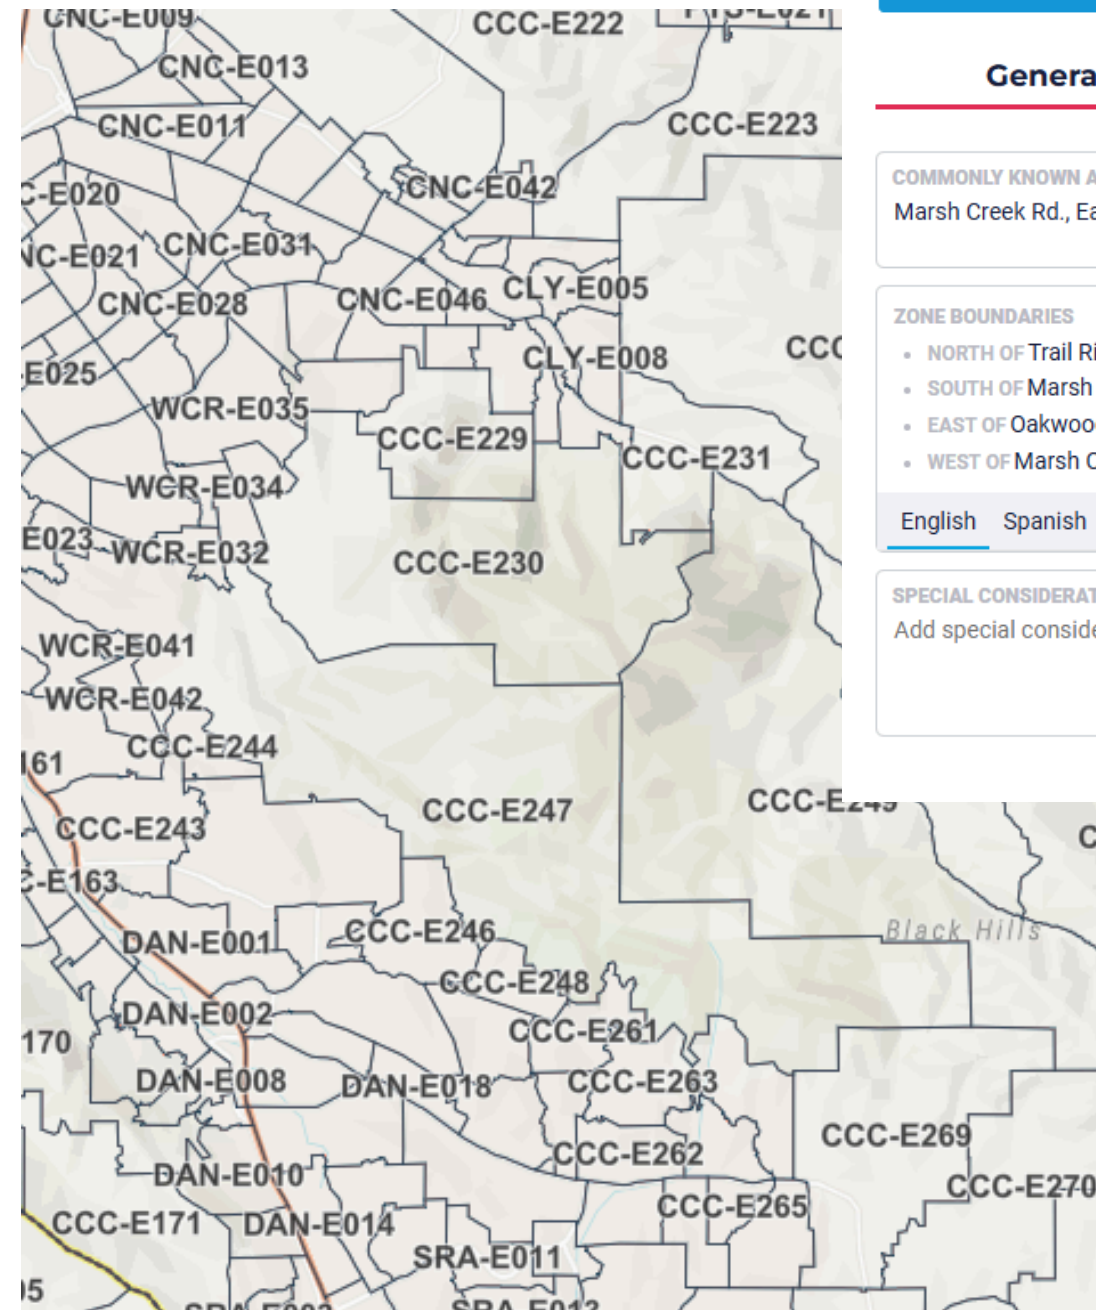 CNC-E009
CCC-E222
CNC-E013
CNC-E011
CCC-E223
C-E020
CNC-E042
NC-E021
CNC-E031
CNC-E028
CNC-E046
CLY-E005
CCC
CLY-E008
-E025
WCR-E035
CCC-E229
CCC-E231
WCR-E034
E023
WCR-E032
CCC-E230
WCR-E041
WCR-E042
CCC-E244
161
CCC-E247
CCC-E249
CCC-E243
C
C-E163
DAN-E001
CCC-E246
Black Hills
CCC-E248
DAN-E002
CCC-E261
170
DAN-E008
DAN-E018
CCC-E263
CCC-E269
CCC-E262
DAN-E010
CCC-E270
CCC-E265
CCC-E171
DAN-E014
SRA-E011
05
Genera
COMMONLY KNOWN A
Marsh Creek Rd., Ea
ZONE BOUNDARIES
NORTH OF Trail Ri
SOUTH OF Marsh
EAST OF Oakwoo
WEST OF Marsh C
English Spanish
SPECIAL CONSIDERAT
Add special conside